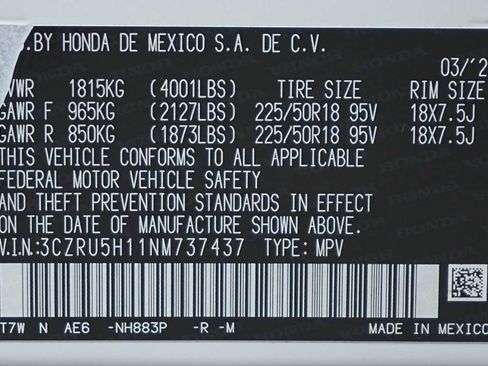 BY HONDA DE MEXICO S.A. DE C.V.
03/'2
VWR 1815KG (4001LBS) TIRE SIZE RIM SIZE
GAWR F 965KG (2127LBS) 225/50R18 95V 18X7.5J
GAWR R 850KG (1873LBS) 225/50R18 95V 18X7.5J
THIS VEHICLE CONFORMS TO ALL APPLICABLE
FEDERAL MOTOR VEHICLE SAFETY
AND THEFT PREVENTION STANDARDS IN EFFECT
ON THE DATE OF MANUFACTURE SHOWN ABOVE.
V.I.N:3CZRU5H11NM737437 TYPE: MPV
T7W N AE6 -NH883P -R -M MADE IN MEXICO